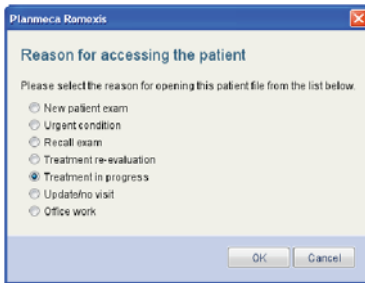 Planmeca Romexis
Reason for accessing the patient
Please select the reason for opening this patient file from the list below.
New patient exam
Urgent condition
Recall exam
Treatment re-evaluation
Treatment in progress
Update/no visit
Office work
OK Cancel